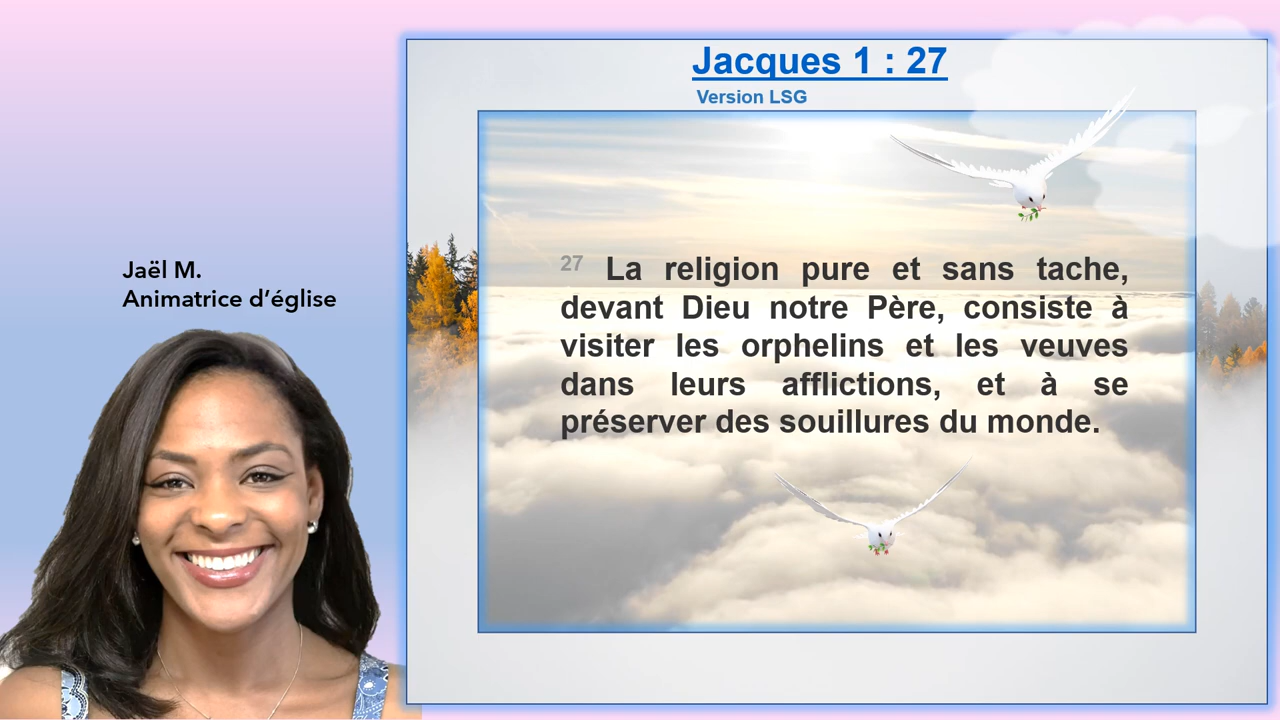 Jacques 1 : 27
Version LSG
Jaël M.
Animatrice d’église
27 La religion pure et sans tache,
devant Dieu notre Père, consiste à
visiter les orphelins et les veuves
dans leurs afflictions, et à se
préserver des souillures du monde.